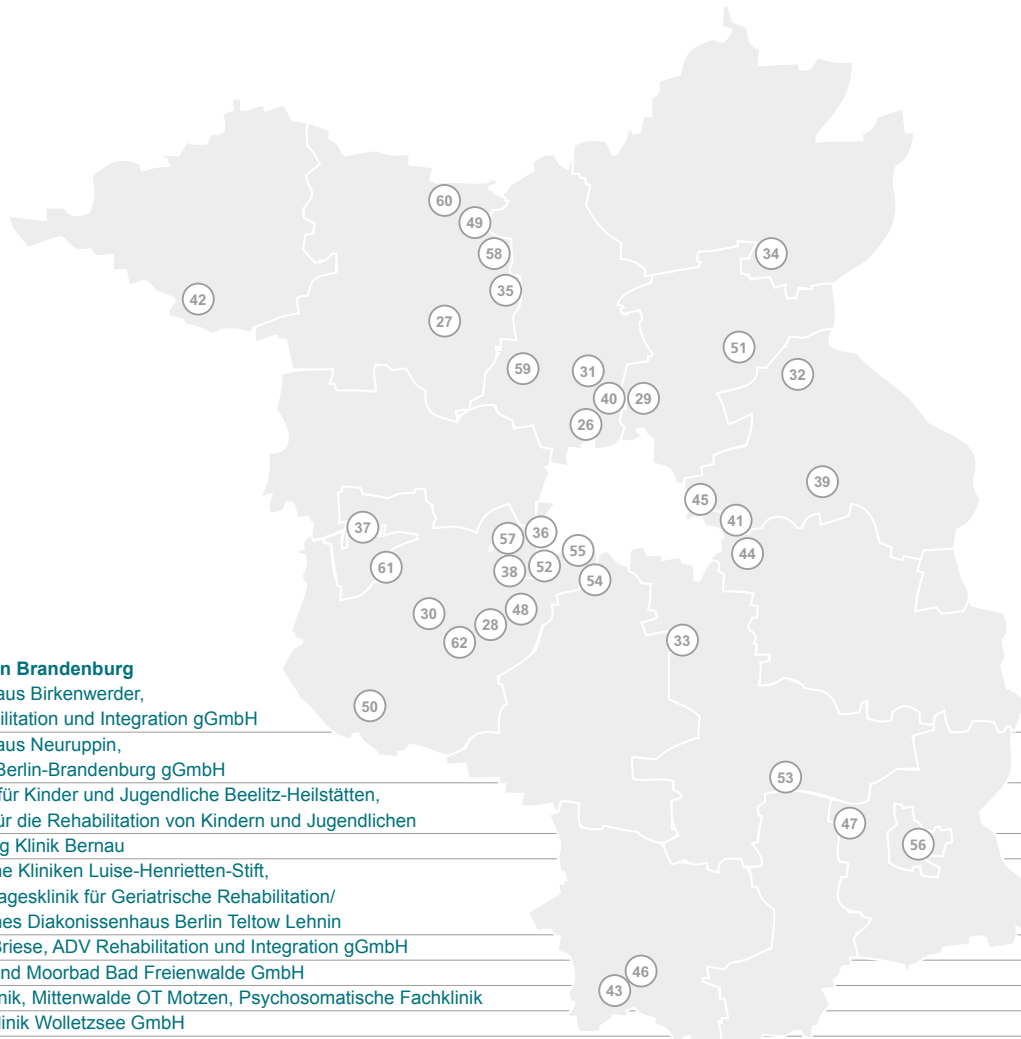 60
49
58
34
35
42
27
51
59
31
32
40
29
26
39
45
41
37
36
57
55
44
52
61
38
54
48
30
28
62
33
n Brandenburg
aus Birkenwerder,
50
ilitation und Integration gGmbH
aus Neuruppin,
Berlin-Brandenburg gGmbH
53
für Kinder und Jugendliche Beelitz-Heilstätten,
ür die Rehabilitation von Kindern und Jugendlichen
47
g Klinik Bernau
56
he Kliniken Luise-Henrietten-Stift,
agesklinik für Geriatrische Rehabilitation/
hes Diakonissenhaus Berlin Teltow Lehnin
Briese, ADV Rehabilitation und Integration gGmbH
nd Moorbad Bad Freienwalde GmbH
46
43
nik, Mittenwalde OT Motzen, Psychosomatische Fachklinik
linik Wolletzsee GmbH